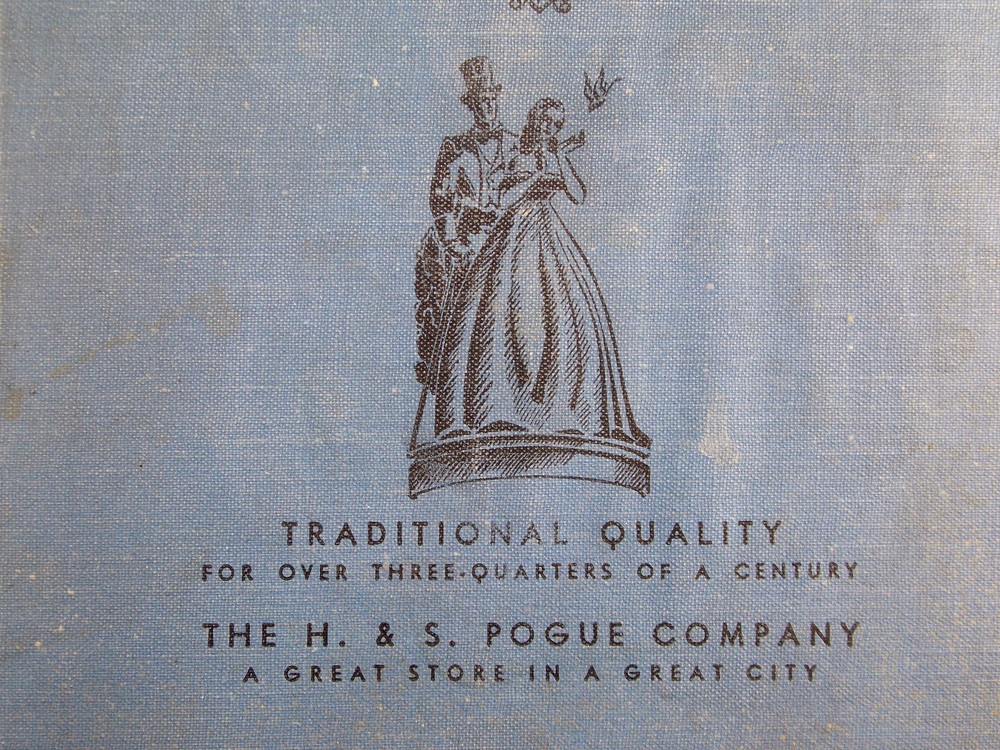 TRADITIONAL QUALITY
FOR OVER THREE-QUARTERS OF A CENTURY
THE H. & S. POGUE COMPANY
A GREAT STORE IN A GREAT CITY